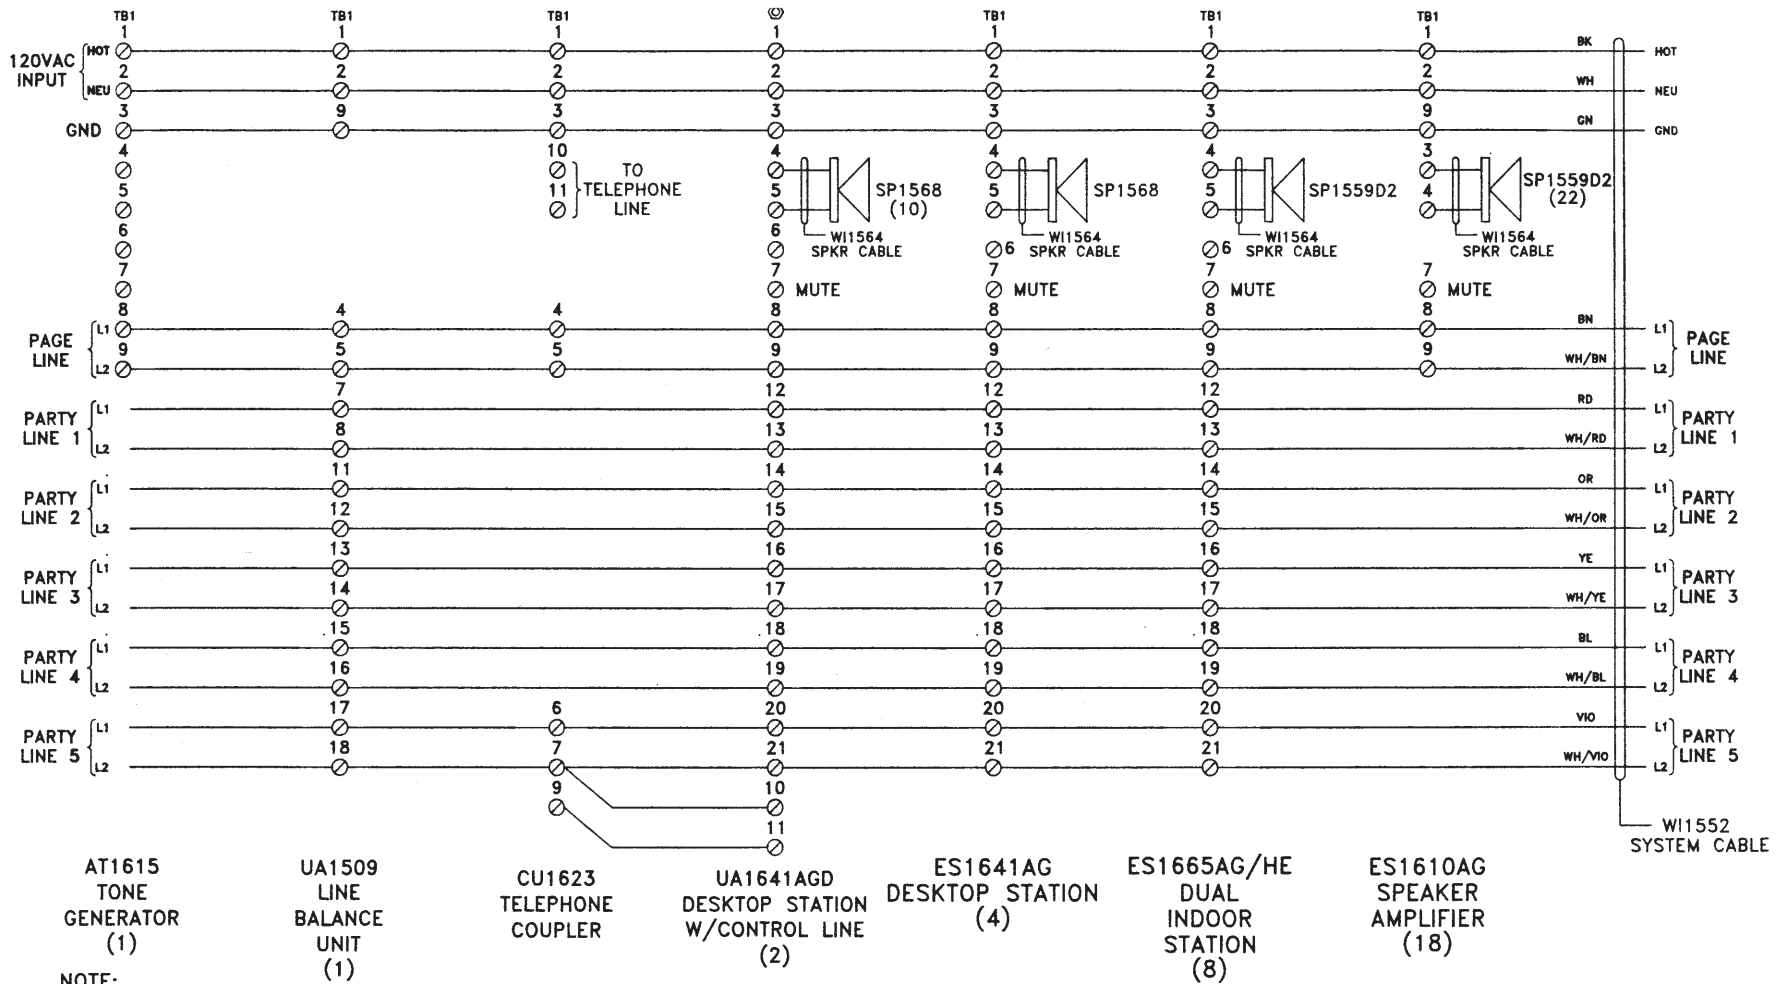 TB1 TB1 TB1 TB1 TB1 TB1
1 1 1 1 1 1 1
120VAC INPUT HOT BK HOT
2 2 2 2 2 2 2
NEU WH NEU
3 9 3 3 3 3 9
GND GN GND
4 10 4 4 4 3
5 11 5 5 5 4
TO
TELEPHONE
LINE
SP1568
(10)
SP1568
SP1559D2
SP1559D2
(22)
WI1564
SPKR CABLE
WI1564
SPKR CABLE
WI1564
SPKR CABLE
WI1564
SPKR CABLE
6 6 6 6
7 7 7 7 7
MUTE MUTE MUTE MUTE
8 4 4 8 8 8 8
PAGE LINE L1 BN L1 PAGE LINE
9 5 5 9 9 9 9
L2 WH/BN L2
7 12 12 12
PARTY LINE 1 L1 RD L1 PARTY LINE 1
8 13 13 13
L2 WH/RD L2
11 14 14 14
PARTY LINE 2 L1 OR L1 PARTY LINE 2
12 15 15 15
L2 WH/OR L2
13 16 16 16
PARTY LINE 3 L1 YE L1 PARTY LINE 3
14 17 17 17
L2 WH/YE L2
15 18 18 18
PARTY LINE 4 L1 BL L1 PARTY LINE 4
16 19 19 19
L2 WH/BL L2
17 6 20 20 20
PARTY LINE 5 L1 VIO L1 PARTY LINE 5
18 7 21 21 21
L2 WH/VIO L2
9 10
11
WI1552
SYSTEM CABLE
AT1615
TONE
GENERATOR
(1)
UA1509
LINE
BALANCE
UNIT
(1)
CU1623
TELEPHONE
COUPLER
UA1641AGD
DESKTOP STATION
W/CONTROL LINE
(2)
ES1641AG
DESKTOP STATION
(4)
ES1665AG/HE
DUAL
INDOOR
STATION
(8)
ES1610AG
SPEAKER
AMPLIFIER
(18)
NOTE: